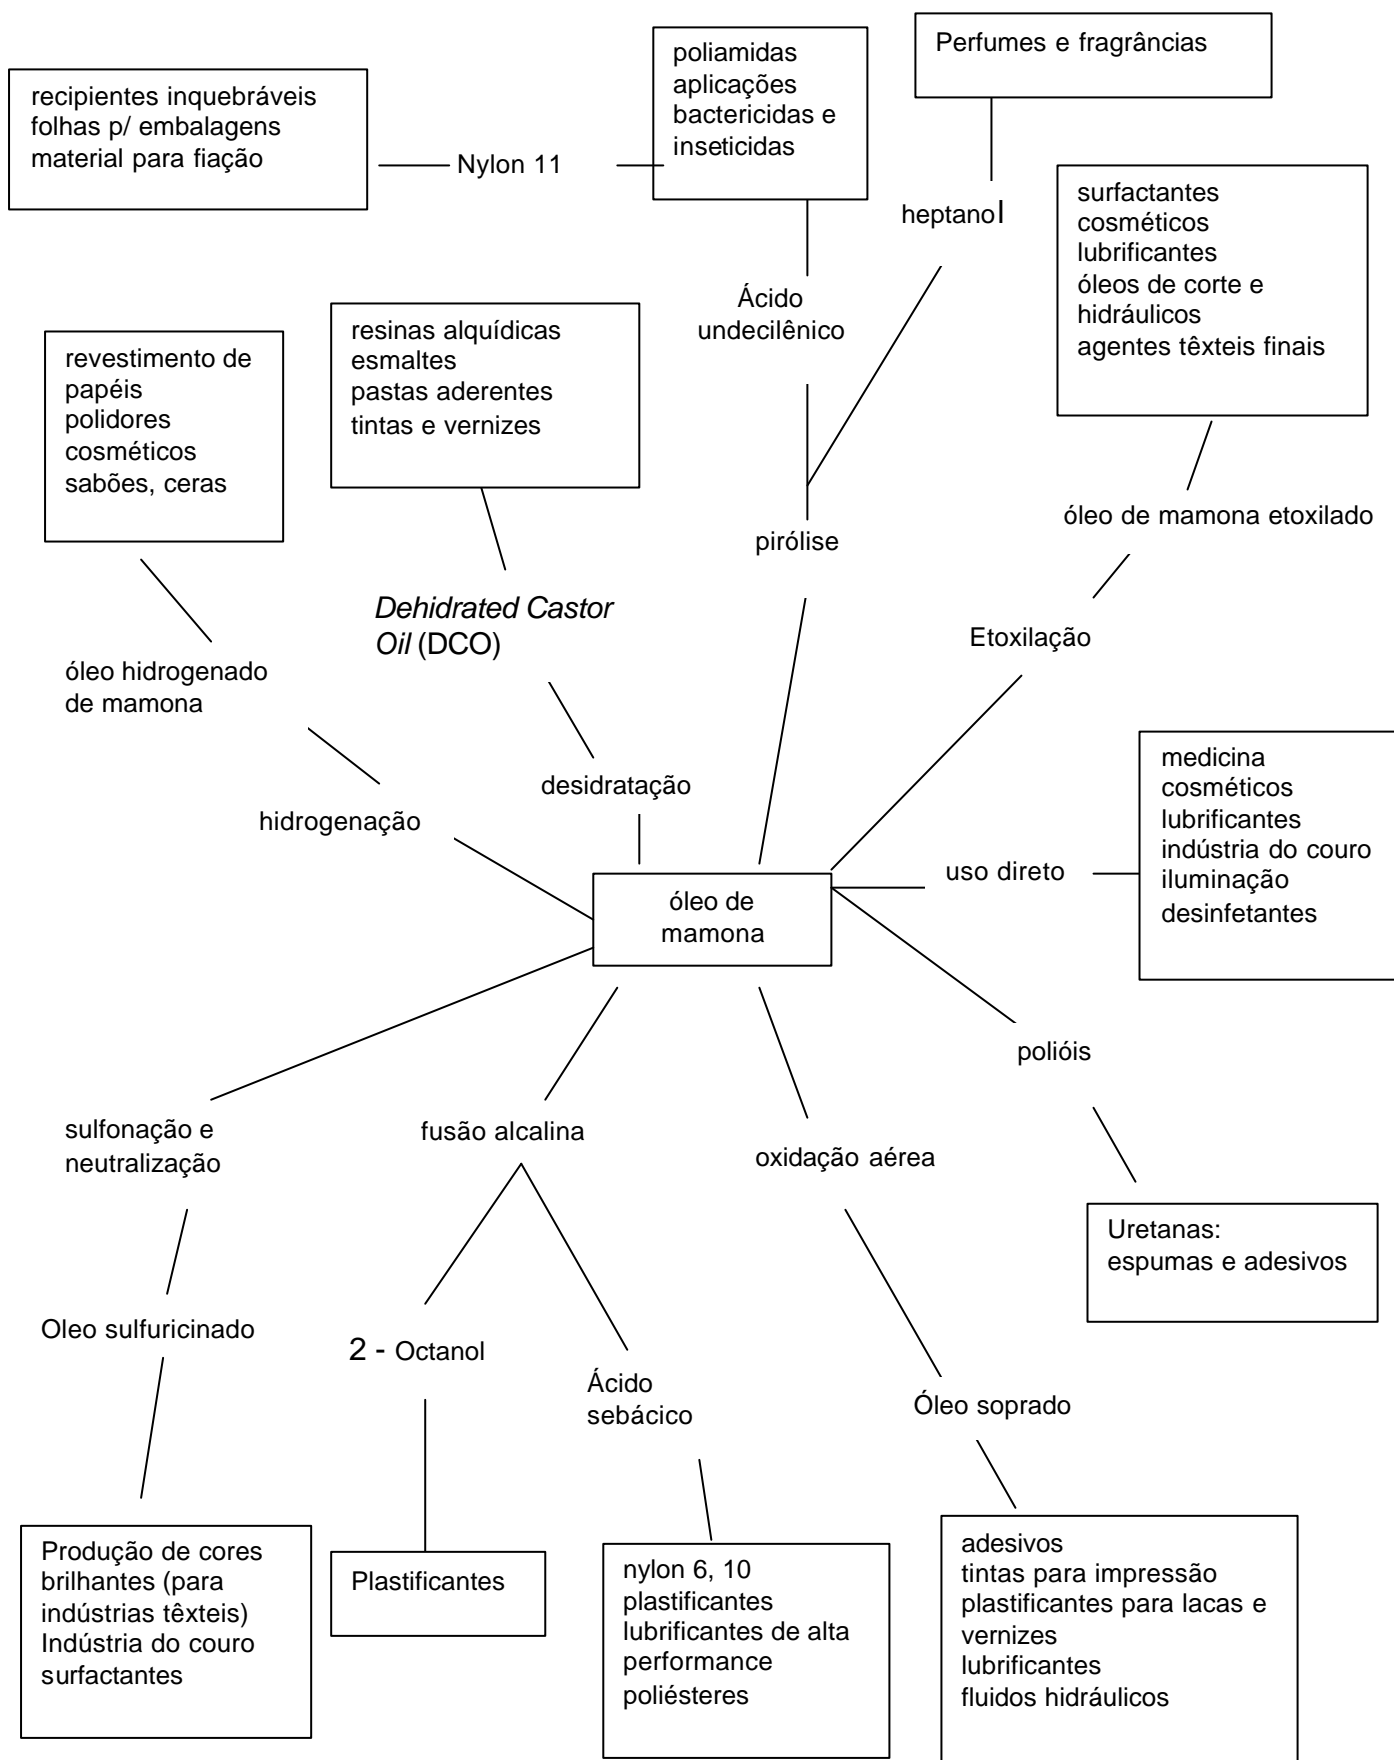 Perfumes e fragrâncias
poliamidas
aplicações
bactericidas e
inseticidas
recipientes inquebráveis
folhas p/ embalagens
material para fiação
Nylon 11
heptanol
surfactantes
cosméticos
lubrificantes
óleos de corte e
hidráulicos
agentes têxteis finais
Ácido
undecilênico
resinas alquídicas
esmaltes
pastas aderentes
tintas e vernizes
revestimento de
papéis
polidores
cosméticos
sabões, ceras
óleo de mamona etoxilado
pirólise
Dehidrated Castor
Oil (DCO)
Etoxilação
óleo hidrogenado
de mamona
desidratação
hidrogenação
medicina
cosméticos
lubrificantes
indústria do couro
iluminação
desinfetantes
uso direto
óleo de
mamona
polióis
sulfonação e
neutralização
fusão alcalina
oxidação aérea
Uretanas:
espumas e adesivos
Oleo sulfuricinado
2 - Octanol
Ácido
sebácico
Óleo soprado
Produção de cores
brilhantes (para
indústrias têxteis)
Indústria do couro
surfactantes
Plastificantes
nylon 6, 10
plastificantes
lubrificantes de alta
performance
poliésteres
adesivos
tintas para impressão
plastificantes para lacas e
vernizes
lubrificantes
fluidos hidráulicos